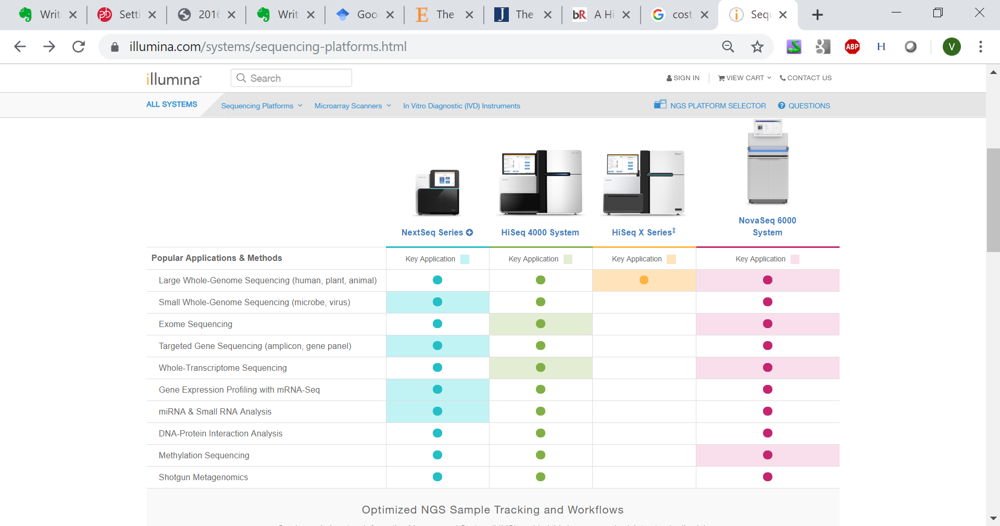 Writ
Setti
2016
Writ
Goo
The
The
A Hi
cost
Sequ
illumina.com/systems/sequencing-platforms.html
ABP
H
V
illumina
Search
SIGN IN
VIEW CART
CONTACT US
ALL SYSTEMS
Sequencing Platforms
Microarray Scanners
In Vitro Diagnostic (IVD) Instruments
NGS PLATFORM SELECTOR
QUESTIONS
NextSeq Series
HiSeq 4000 System
HiSeq X Series‡
NovaSeq 6000
System
Popular Applications & Methods
Key Application
Key Application
Key Application
Key Application
Large Whole-Genome Sequencing (human, plant, animal)
Small Whole-Genome Sequencing (microbe, virus)
Exome Sequencing
Targeted Gene Sequencing (amplicon, gene panel)
Whole-Transcriptome Sequencing
Gene Expression Profiling with mRNA-Seq
miRNA & Small RNA Analysis
DNA-Protein Interaction Analysis
Methylation Sequencing
Shotgun Metagenomics
Optimized NGS Sample Tracking and Workflows